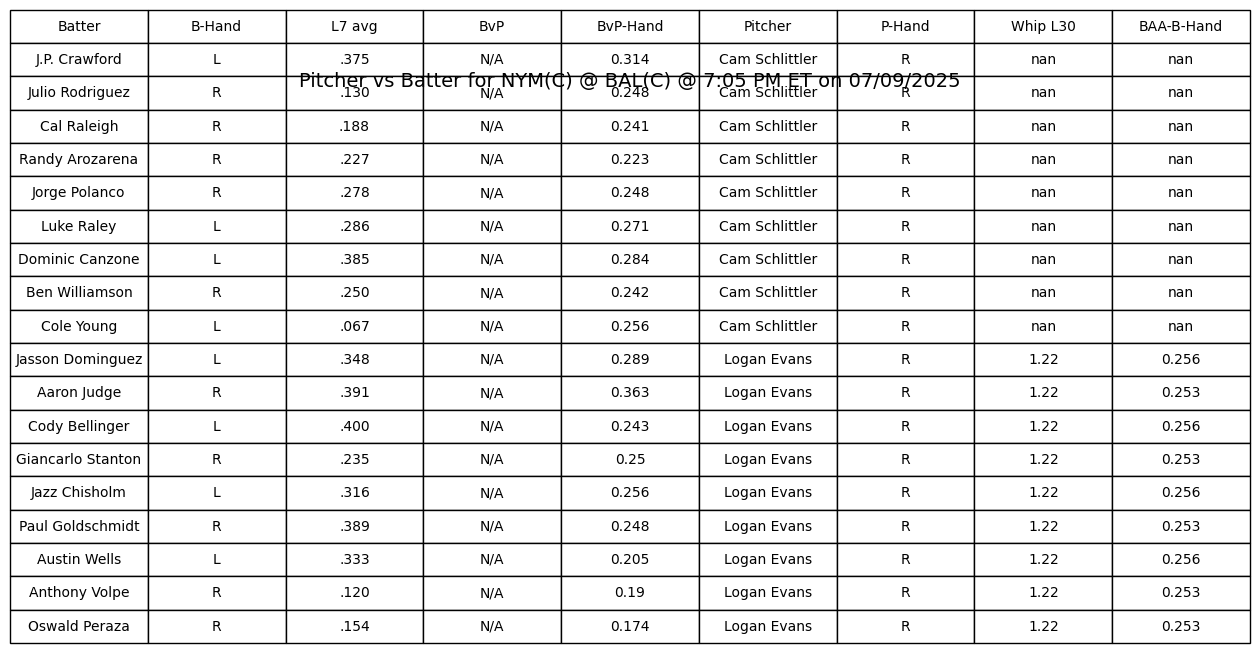 Batter B-Hand L7 avg BvP BvP-Hand Pitcher P-Hand Whip L30 BAA-B-Hand
J.P. Crawford L .375 N/A 0.314 Cam Schlittler R nan nan
Pitcher vs Batter for NYM(C) @ BAL(C) @ 7:05 PM ET on 07/09/2025
Julio Rodriguez R .130 N/A 0.248 Cam Schlittler R nan nan
Cal Raleigh R .188 N/A 0.241 Cam Schlittler R nan nan
Randy Arozarena R .227 N/A 0.223 Cam Schlittler R nan nan
Jorge Polanco R .278 N/A 0.248 Cam Schlittler R nan nan
Luke Raley L .286 N/A 0.271 Cam Schlittler R nan nan
Dominic Canzone L .385 N/A 0.284 Cam Schlittler R nan nan
Ben Williamson R .250 N/A 0.242 Cam Schlittler R nan nan
Cole Young L .067 N/A 0.256 Cam Schlittler R nan nan
Jasson Dominguez L .348 N/A 0.289 Logan Evans R 1.22 0.256
Aaron Judge R .391 N/A 0.363 Logan Evans R 1.22 0.253
Cody Bellinger L .400 N/A 0.243 Logan Evans R 1.22 0.256
Giancarlo Stanton R .235 N/A 0.25 Logan Evans R 1.22 0.253
Jazz Chisholm L .316 N/A 0.256 Logan Evans R 1.22 0.256
Paul Goldschmidt R .389 N/A 0.248 Logan Evans R 1.22 0.253
Austin Wells L .333 N/A 0.205 Logan Evans R 1.22 0.256
Anthony Volpe R .120 N/A 0.19 Logan Evans R 1.22 0.253
Oswald Peraza R .154 N/A 0.174 Logan Evans R 1.22 0.253